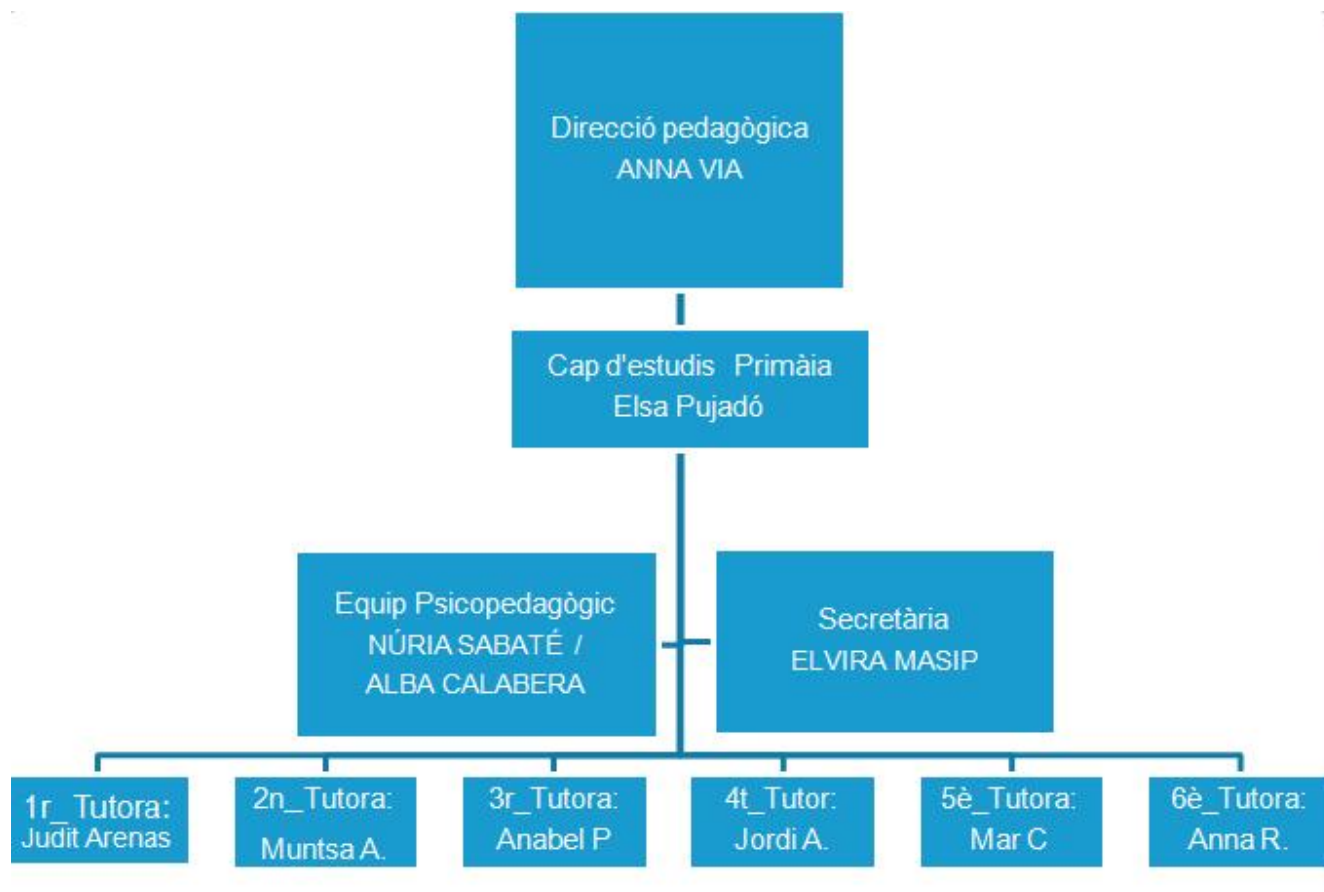 Direcció pedagògica
ANNA VIA
Cap d'estudis Primàia
Elsa Pujadó
Equip Psicopedagògic
NÚRIA SABATÉ /
ALBA CALABERA
Secretària
ELVIRA MASIP
1r_Tutora:
Judit Arenas
2n_Tutora:
Muntsa A.
3r_Tutora:
Anabel P
4t_Tutor:
Jordi A.
5è_Tutora:
Mar C
6è_Tutora:
Anna R.